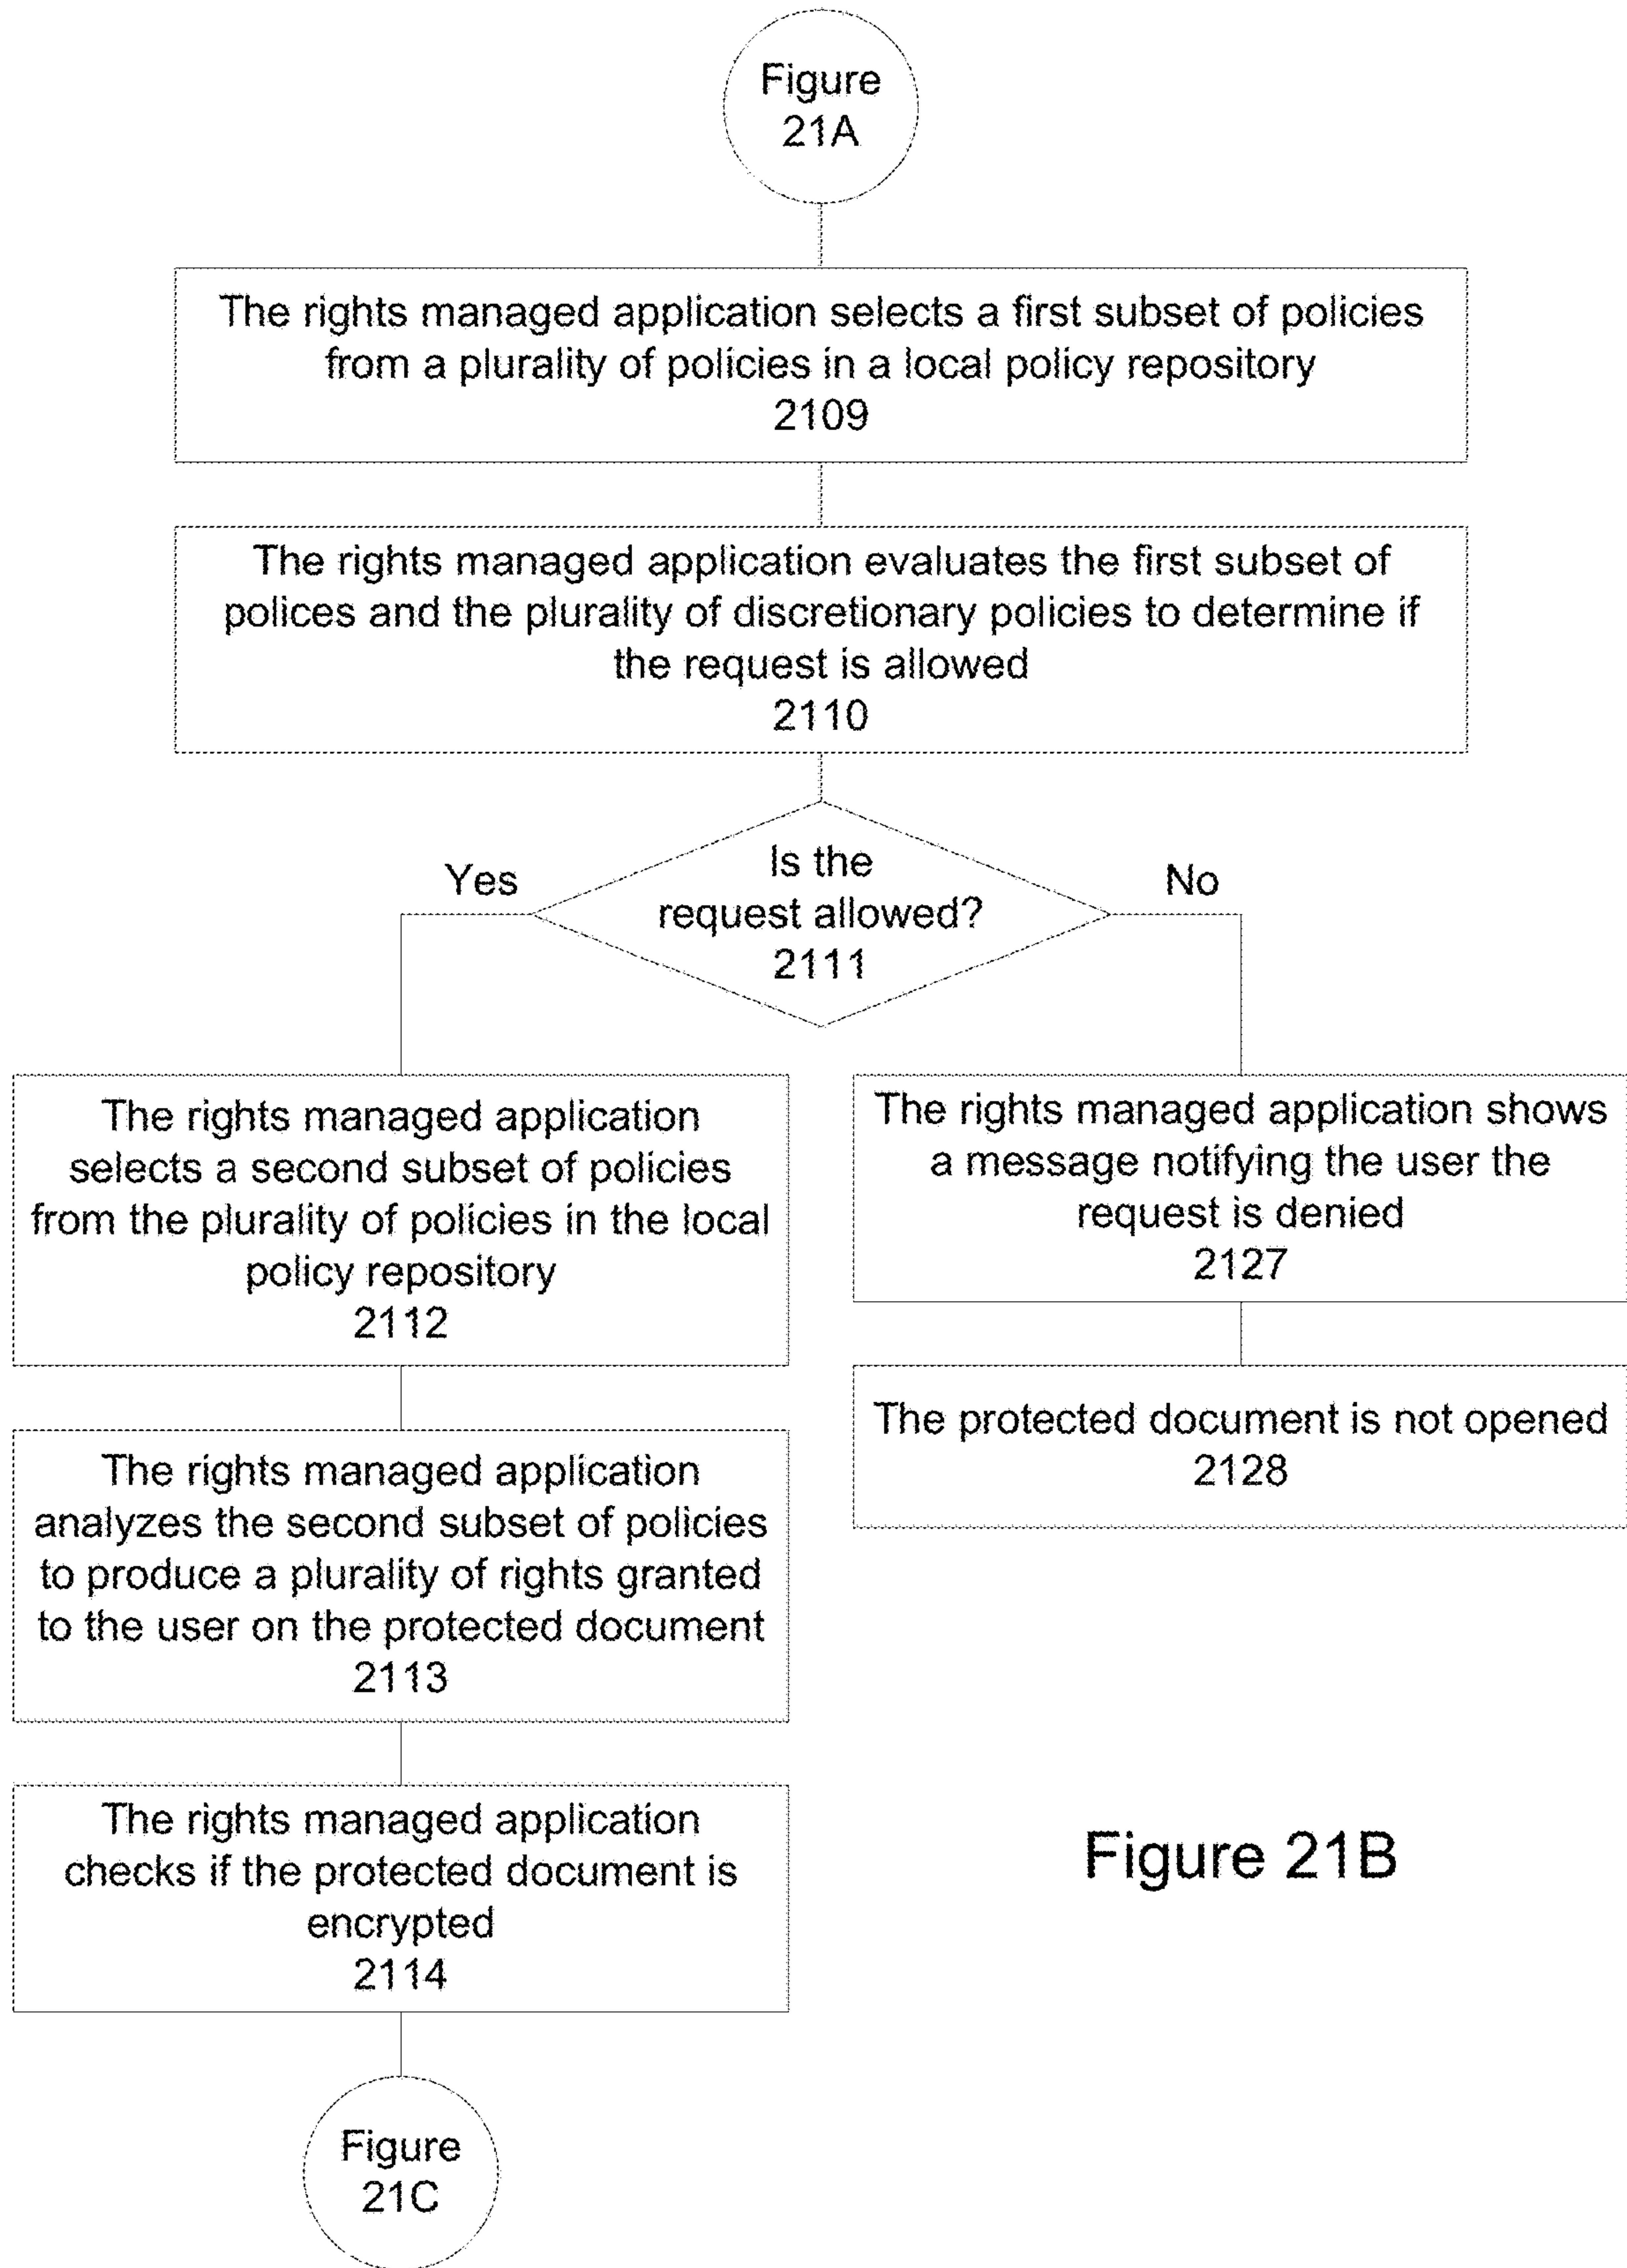 Figure
21A
The rights managed application selects a first subset of policies
from a plurality of policies in a local policy repository
2109
The rights managed application evaluates the first subset of
polices and the plurality of discretionary policies to determine if
the request is allowed
2110
Is the
request allowed?
2111
Yes
No
The rights managed application
selects a second subset of policies
from the plurality of policies in the local
policy repository
2112
The rights managed application shows
a message notifying the user the
request is denied
2127
The protected document is not opened
2128
The rights managed application
analyzes the second subset of policies
to produce a plurality of rights granted
to the user on the protected document
2113
The rights managed application
checks if the protected document is
encrypted
2114
Figure 21B
Figure
21C